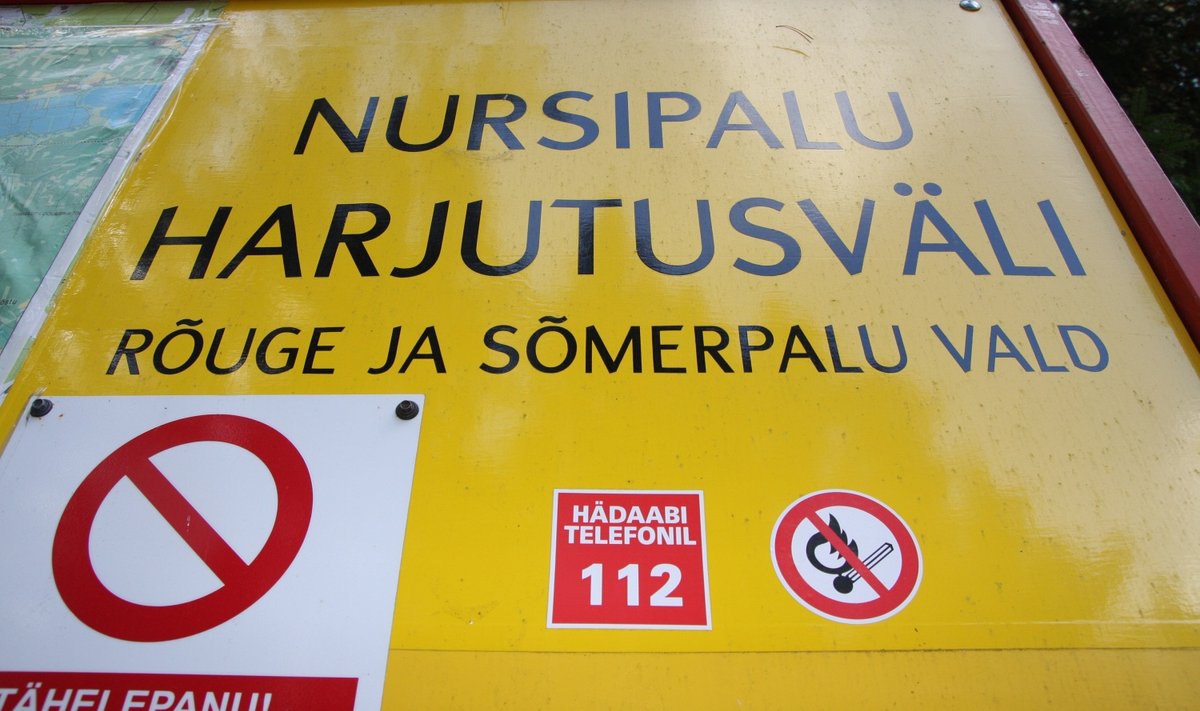 NURSIPALU
HARJUTUSVÄLI
RÕUGE JA SÕMERPALU VALD
HÄDAABI
TELEFONIL
112
TÄHELEPANU!